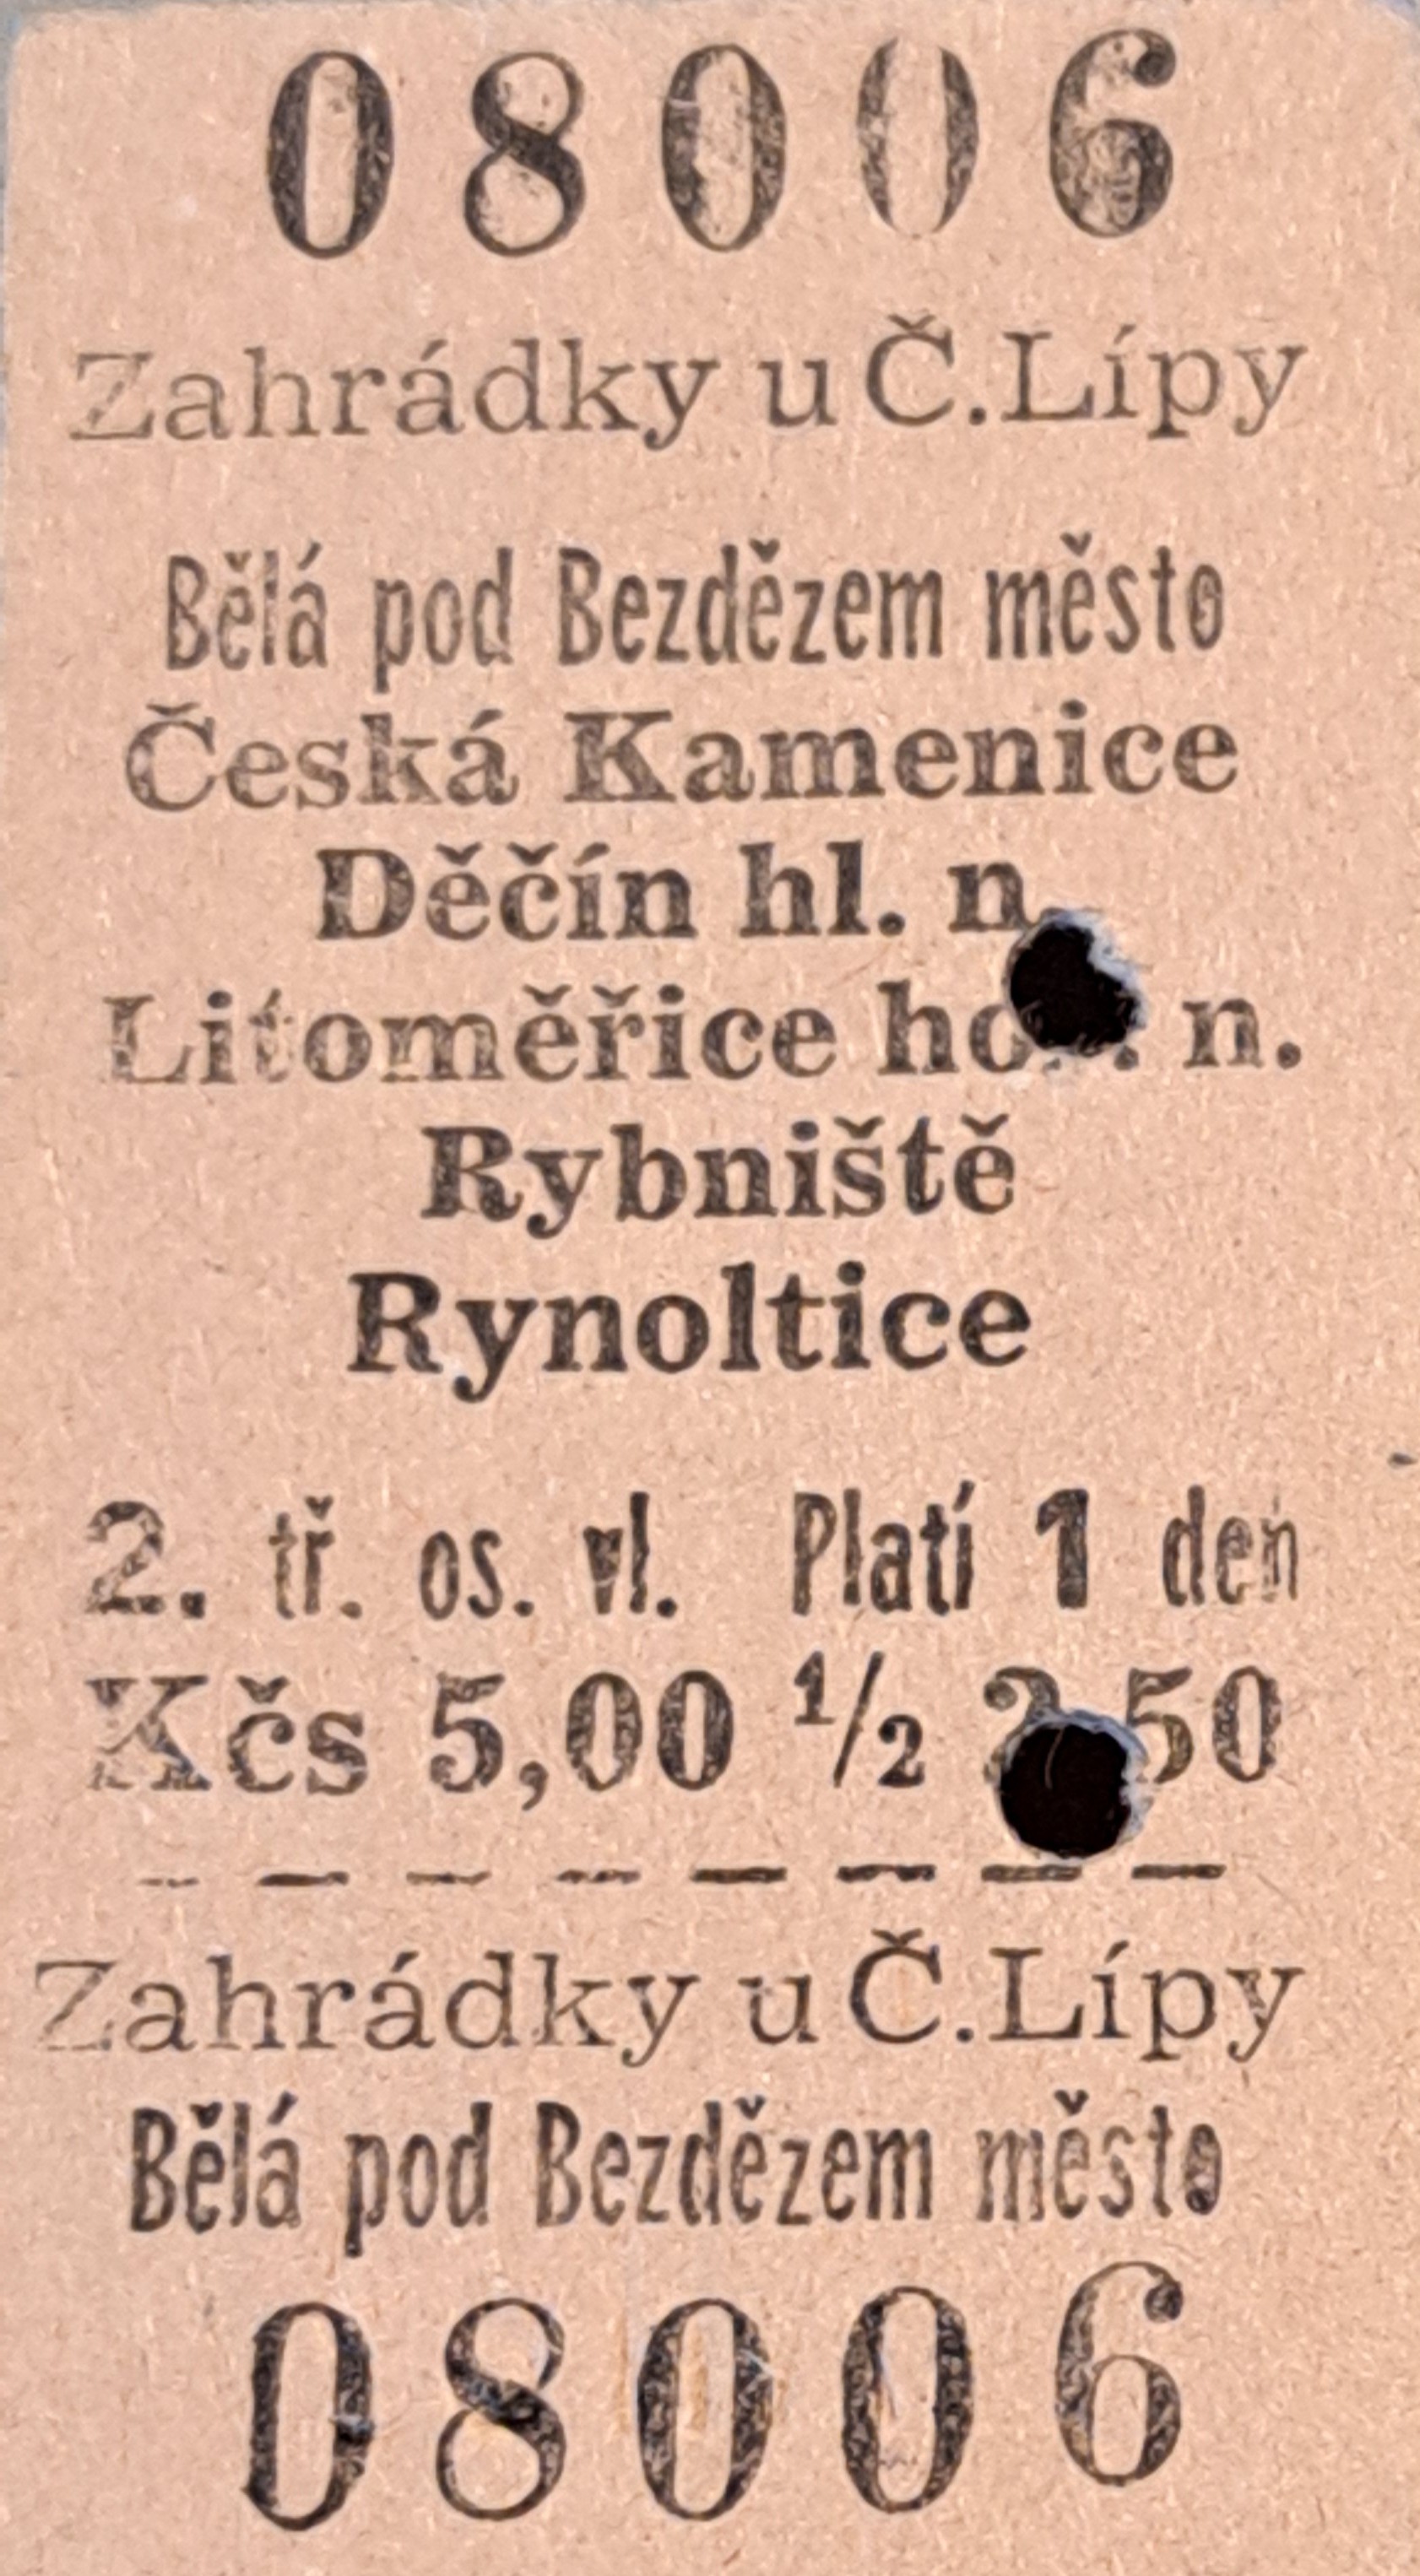 08006
Zahrádky u Č.Lípy
Bělá pod Bezdězem město
Česká Kamenice
Děčín hl. n.
Litoměřice n.
Rybniště
Rynoltice
2. tř. os. vl. Platí 1 den
Kčs 5,00 ½ 2,50
Zahrádky u Č.Lípy
Bělá pod Bezdězem město
08006